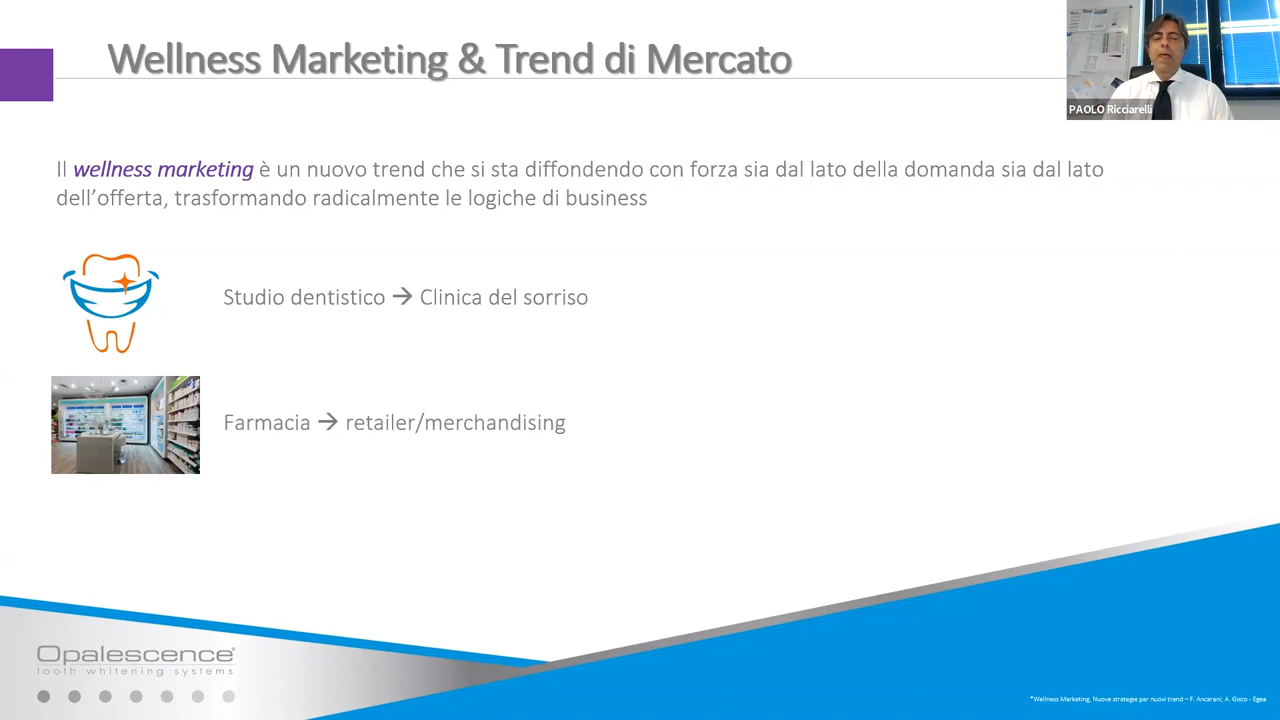 Wellness Marketing & Trend di Mercato
PAOLO Ricciarelli
Il wellness marketing è un nuovo trend che si sta diffondendo con forza sia dal lato della domanda sia dal lato
dell’offerta, trasformando radicalmente le logiche di business
Studio dentistico → Clinica del sorriso
Farmacia → retailer/merchandising
Opalescence®
tooth whitening systems
*Wellness Marketing, Nuove strategie per nuovi trend – F. Ancarani; A. Gisco - Egea